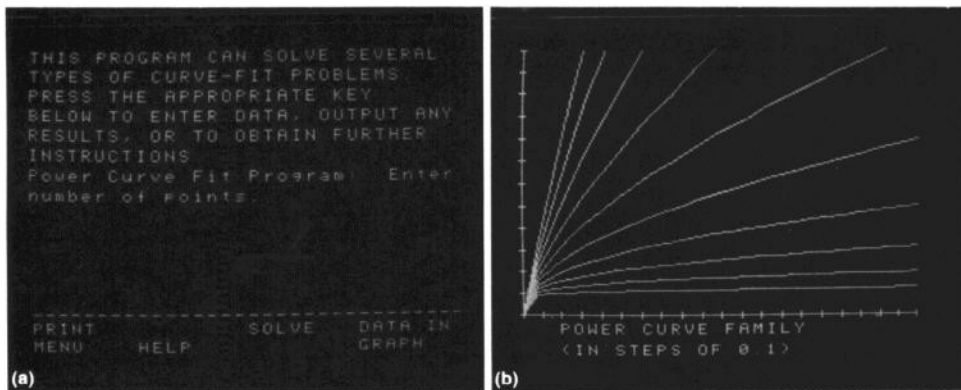 THIS PROGRAM CAN SOLVE SEVERAL
TYPES OF CURVE-FIT PROBLEMS.
PRESS THE APPROPRIATE KEY
BELOW TO ENTER DATA, OUTPUT ANY
RESULTS, OR TO OBTAIN FURTHER
INSTRUCTIONS
Power Curve Fit Program: Enter
number of points.
PRINT SOLVE DATA IN
MENU HELP GRAPH
(a)
POWER CURVE FAMILY
(IN STEPS OF 0.1)
(b)